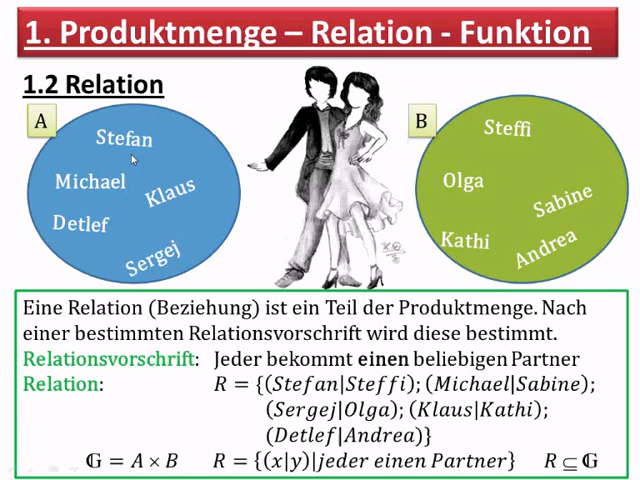 1. Produktmenge – Relation - Funktion
1.2 Relation
A
Stefan
Michael
Klaus
Detlef
Sergej
B
Steffi
Olga
Sabine
Kathi
Andrea
Eine Relation (Beziehung) ist ein Teil der Produktmenge. Nach
einer bestimmten Relationsvorschrift wird diese bestimmt.
Relationsvorschrift: Jeder bekommt einen beliebigen Partner
Relation: R = {(Stefan|Steffi); (Michael|Sabine);
(Sergej|Olga); (Klaus|Kathi);
(Detlef|Andrea)}
𝔾 = A × B R = {(x|y)|jeder einen Partner} R ⊆ 𝔾